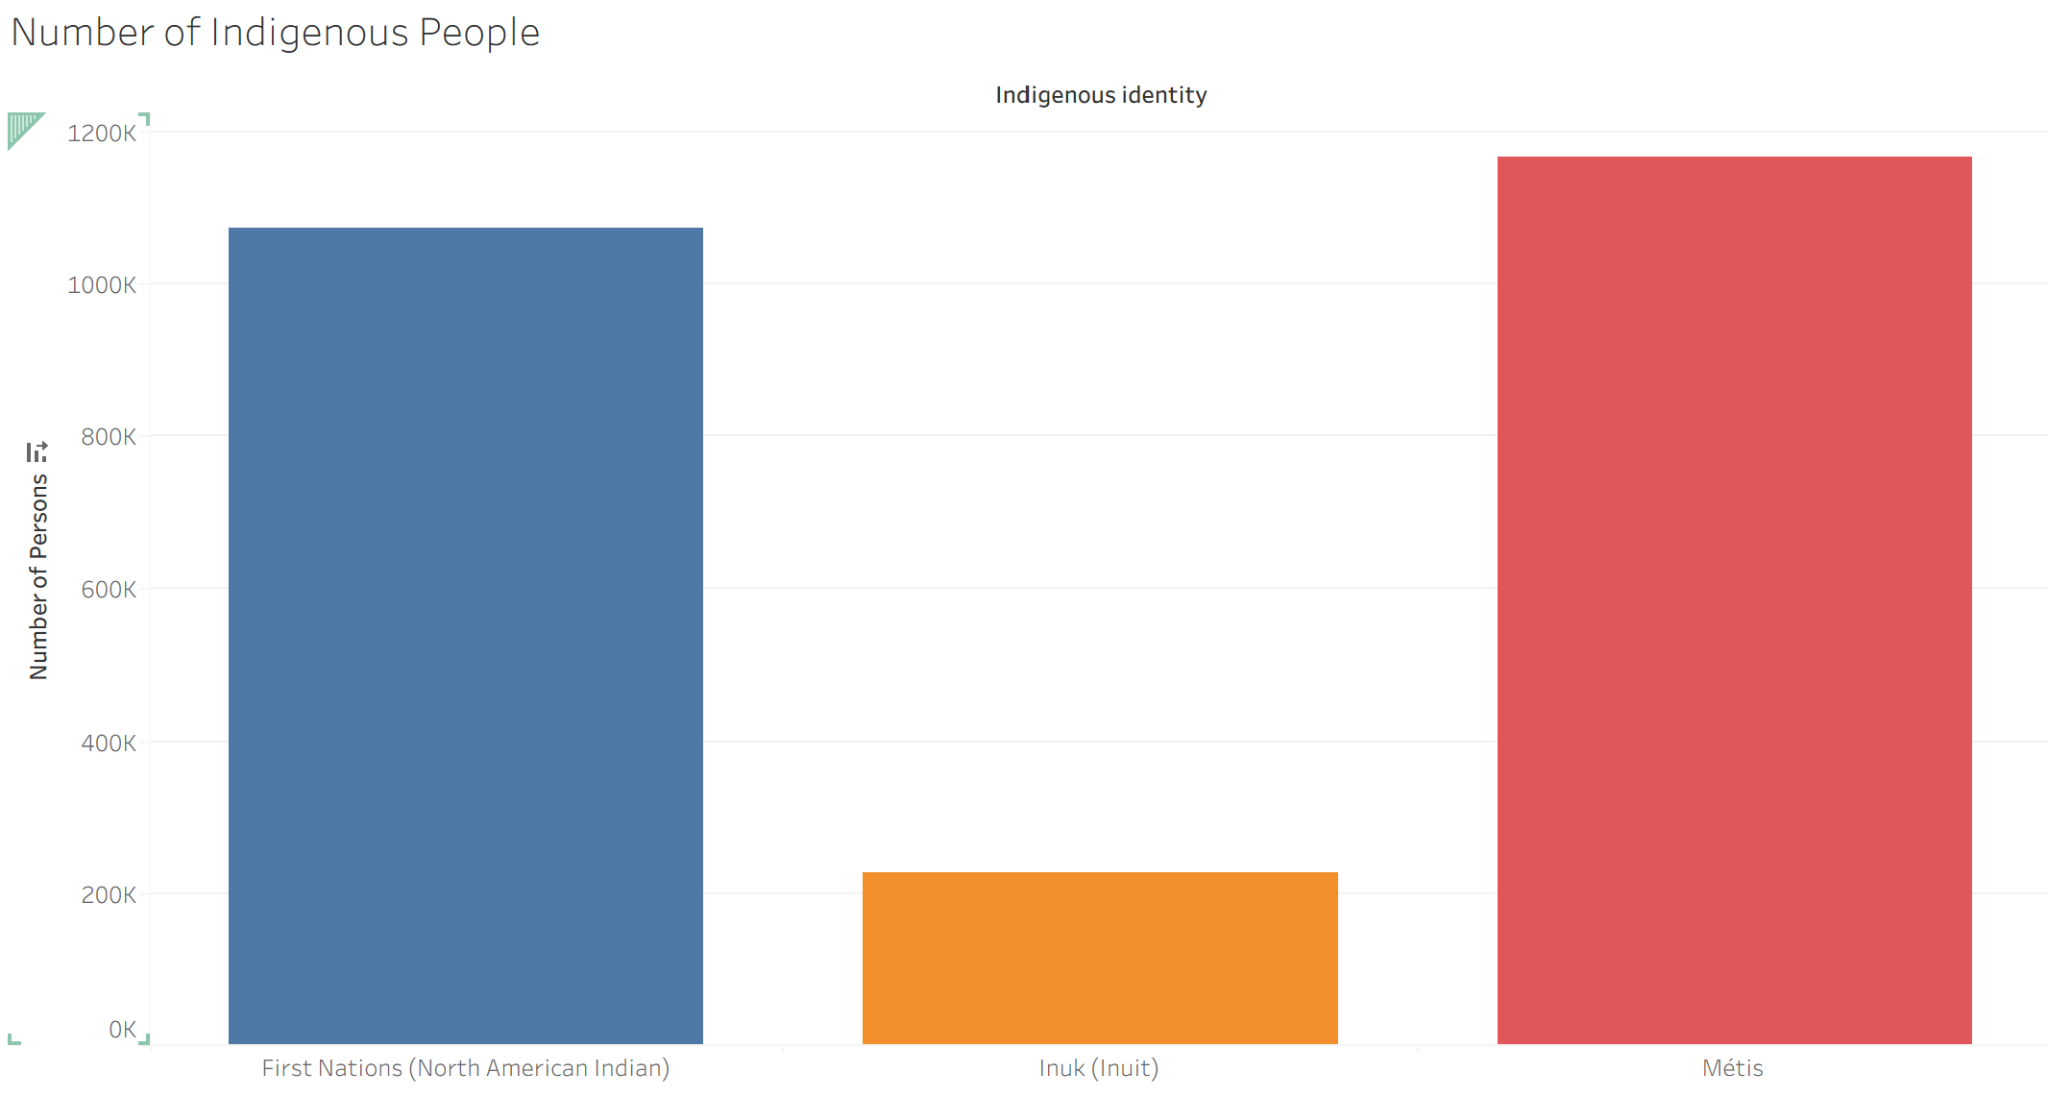 Number of Indigenous People
Indigenous identity
1200K
1000K
800K
600K
400K
200K
0K
Number of Persons
First Nations (North American Indian)
Inuk (Inuit)
Métis